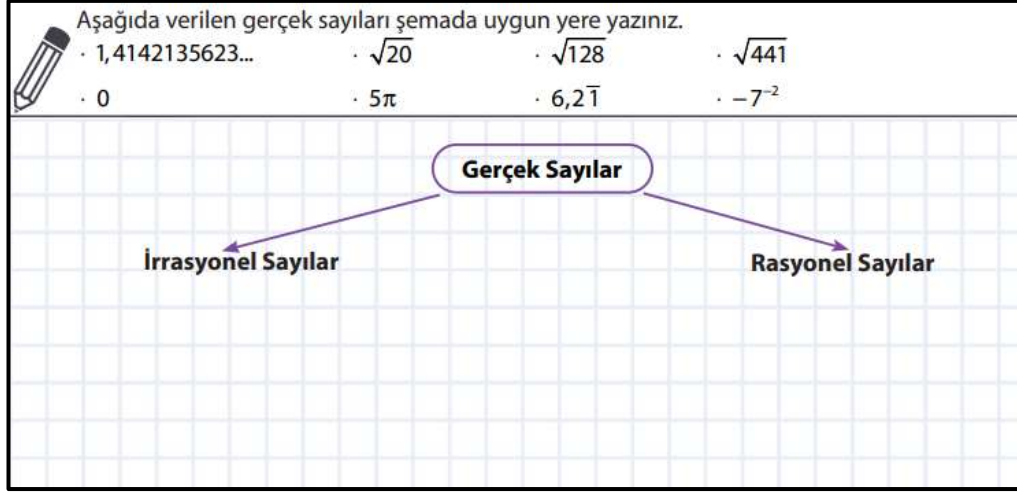 Aşağıda verilen gerçek sayıları şemada uygun yere yazınız.
· 1,4142135623... · √20 · √128 · √441
· 0 · 5π · 6,21̅ · −7⁻²
Gerçek Sayılar
İrrasyonel Sayılar Rasyonel Sayılar